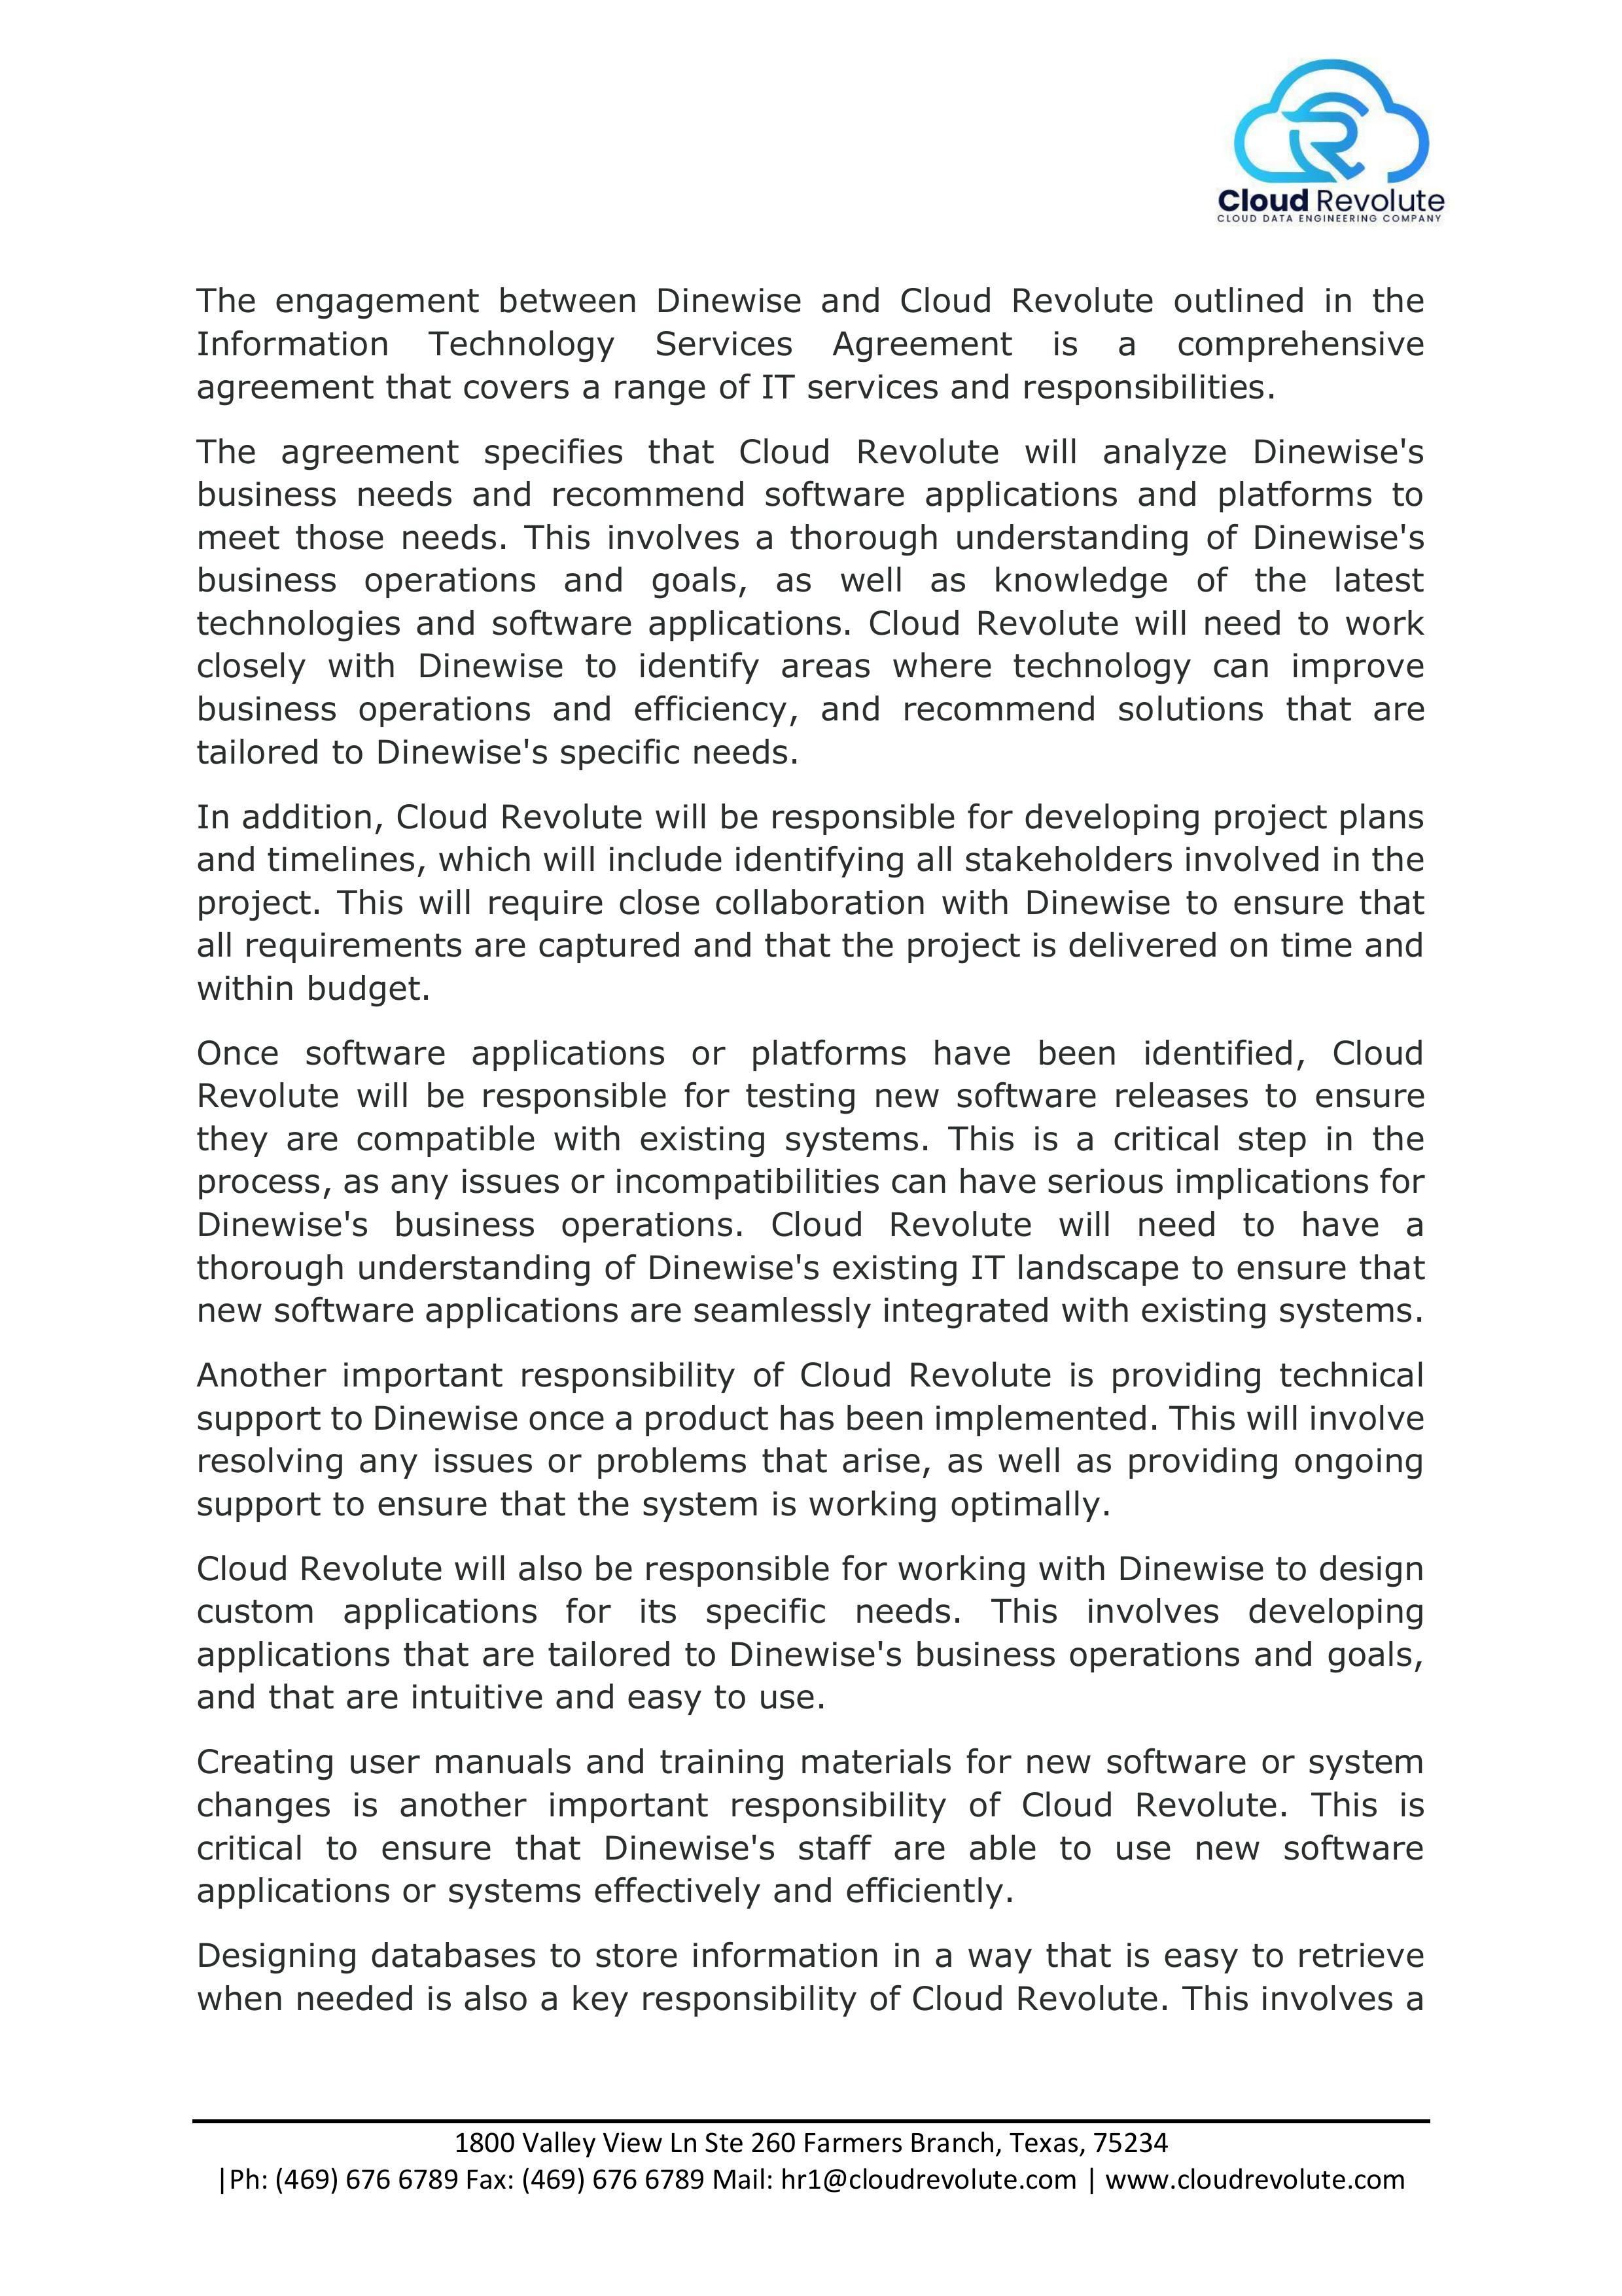 Cloud Revolute
CLOUD DATA ENGINEERING COMPANY
The engagement between Dinewise and Cloud Revolute outlined in the
Information Technology Services Agreement is a comprehensive
agreement that covers a range of IT services and responsibilities.
The agreement specifies that Cloud Revolute will analyze Dinewise's
business needs and recommend software applications and platforms to
meet those needs. This involves a thorough understanding of Dinewise's
business operations and goals, as well as knowledge of the latest
technologies and software applications. Cloud Revolute will need to work
closely with Dinewise to identify areas where technology can improve
business operations and efficiency, and recommend solutions that are
tailored to Dinewise's specific needs.
In addition, Cloud Revolute will be responsible for developing project plans
and timelines, which will include identifying all stakeholders involved in the
project. This will require close collaboration with Dinewise to ensure that
all requirements are captured and that the project is delivered on time and
within budget.
Once software applications or platforms have been identified, Cloud
Revolute will be responsible for testing new software releases to ensure
they are compatible with existing systems. This is a critical step in the
process, as any issues or incompatibilities can have serious implications for
Dinewise's business operations. Cloud Revolute will need to have a
thorough understanding of Dinewise's existing IT landscape to ensure that
new software applications are seamlessly integrated with existing systems.
Another important responsibility of Cloud Revolute is providing technical
support to Dinewise once a product has been implemented. This will involve
resolving any issues or problems that arise, as well as providing ongoing
support to ensure that the system is working optimally.
Cloud Revolute will also be responsible for working with Dinewise to design
custom applications for its specific needs. This involves developing
applications that are tailored to Dinewise's business operations and goals,
and that are intuitive and easy to use.
Creating user manuals and training materials for new software or system
changes is another important responsibility of Cloud Revolute. This is
critical to ensure that Dinewise's staff are able to use new software
applications or systems effectively and efficiently.
Designing databases to store information in a way that is easy to retrieve
when needed is also a key responsibility of Cloud Revolute. This involves a
1800 Valley View Ln Ste 260 Farmers Branch, Texas, 75234
|Ph: (469) 676 6789 Fax: (469) 676 6789 Mail: hr1@cloudrevolute.com | www.cloudrevolute.com